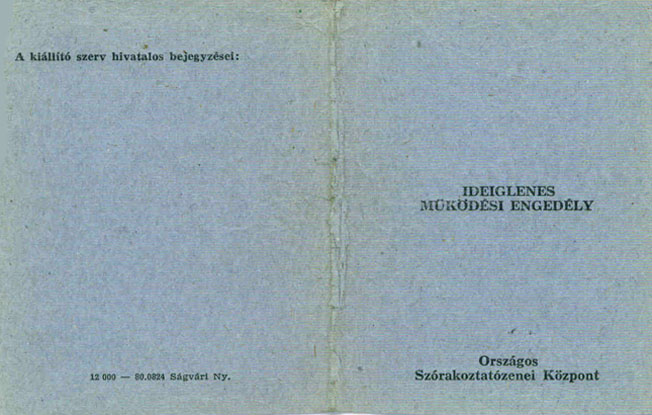 A kiállító szerv hivatalos bejegyzései:
12 000 — 80.0824 Ságvári Ny.
IDEIGLENES
MŰKÖDÉSI ENGEDÉLY
Országos
Szórakoztatózenei Központ